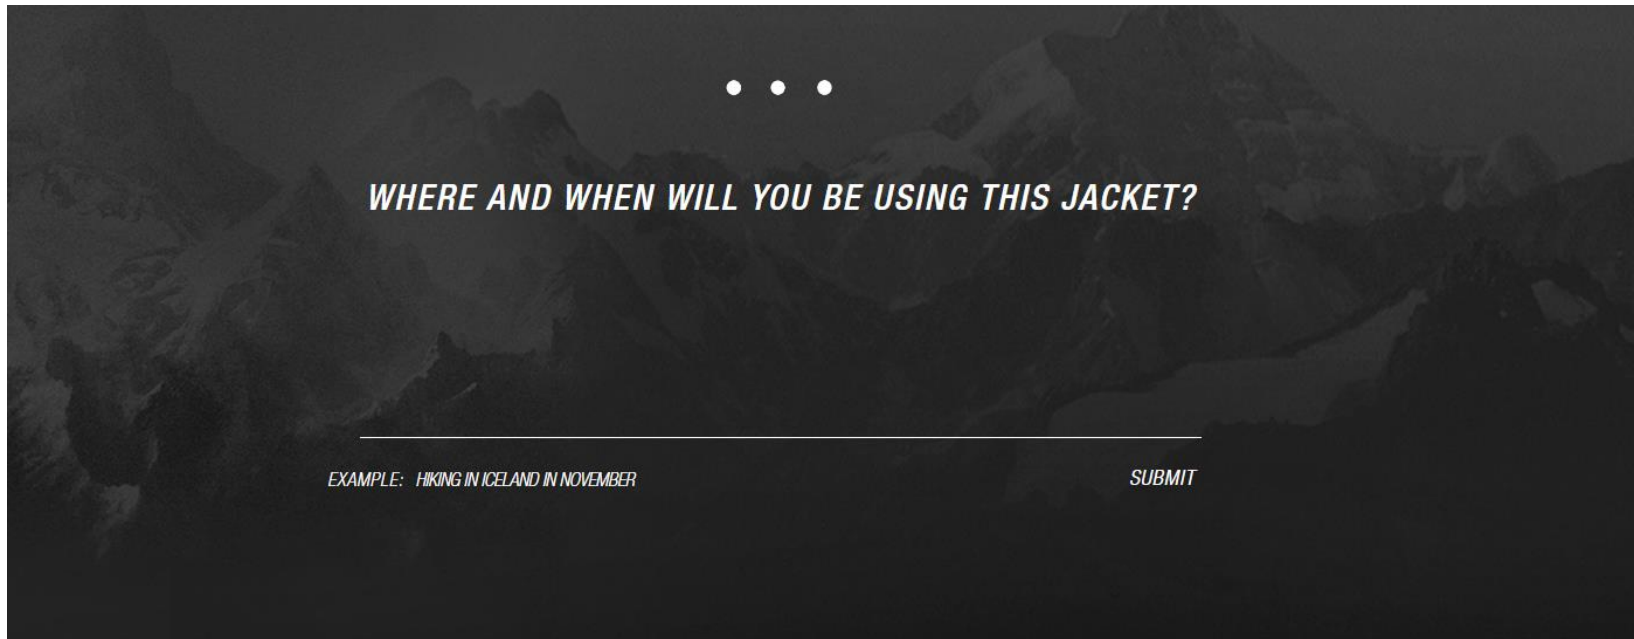 WHERE AND WHEN WILL YOU BE USING THIS JACKET?
EXAMPLE: HIKING IN ICELAND IN NOVEMBER
SUBMIT